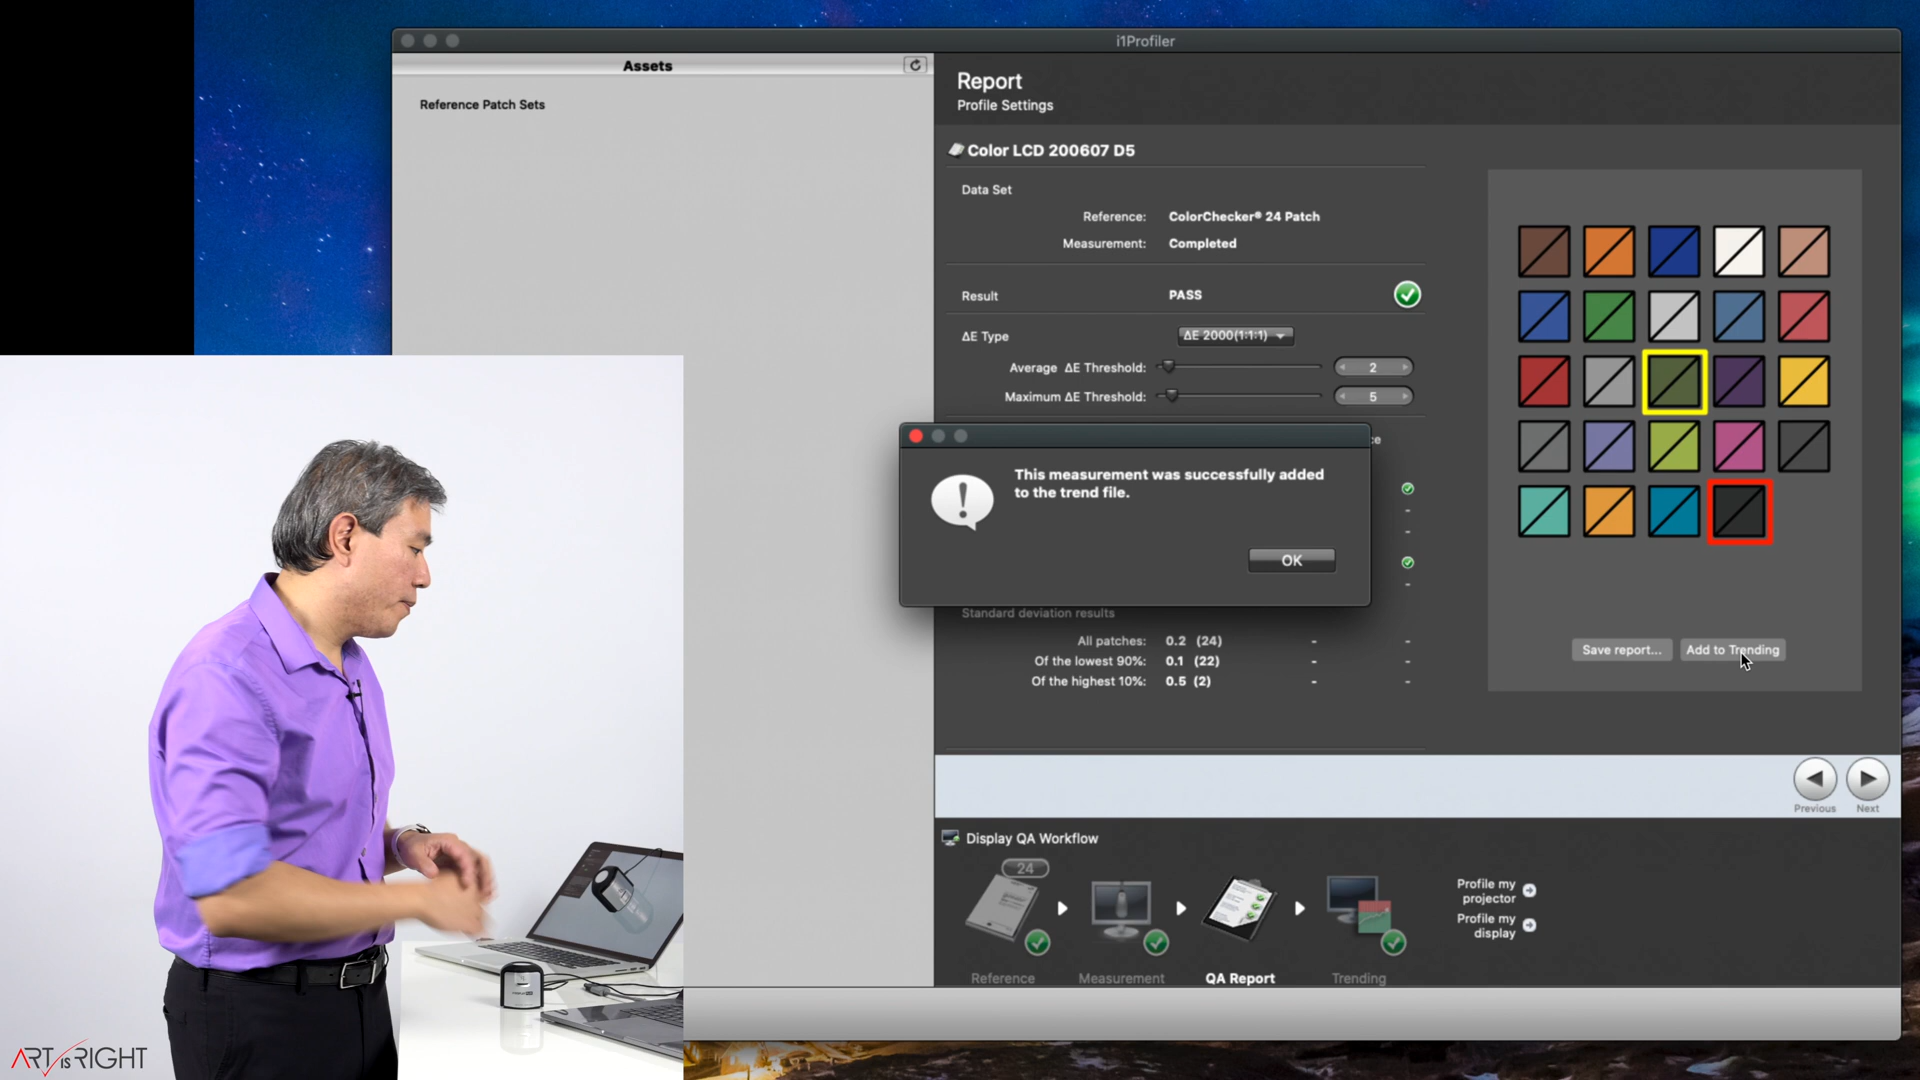 i1Profiler
Assets
Reference Patch Sets
Report
Profile Settings
Color LCD 200607 D5
Data Set
Reference: ColorChecker® 24 Patch
Measurement: Completed
Result PASS
ΔE Type ΔE 2000(1:1:1)
Average ΔE Threshold: 2
Maximum ΔE Threshold: 5
ce
This measurement was successfully added
to the trend file.
OK
Standard deviation results
All patches: 0.2 (24) - -
Of the lowest 90%: 0.1 (22) - -
Of the highest 10%: 0.5 (2) - -
Save report... Add to Trending
Previous Next
Display QA Workflow
24
Reference Measurement QA Report Trending
Profile my
projector
Profile my
display
ART is RIGHT